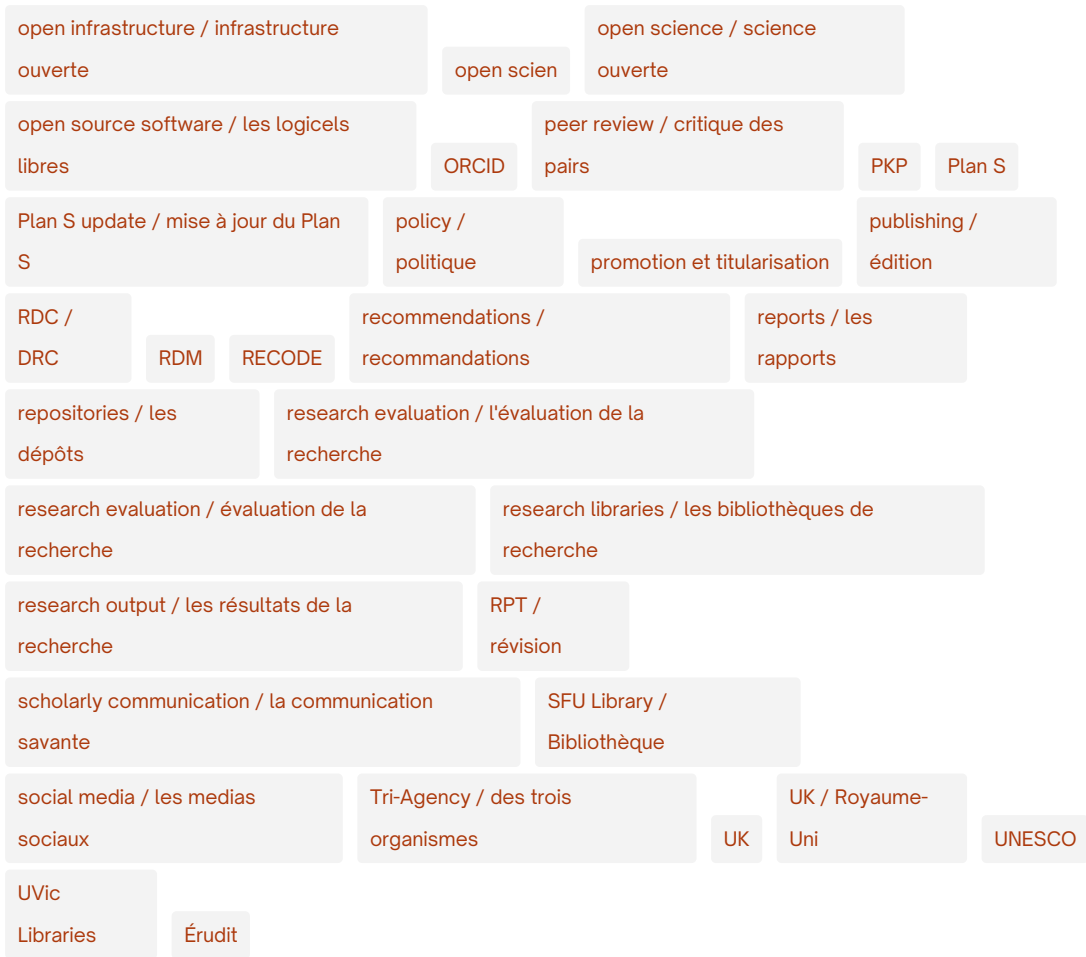 open infrastructure / infrastructure
ouverte
open scien
open science / science
ouverte
open source software / les logicels
libres
ORCID
peer review / critique des
pairs
PKP
Plan S
Plan S update / mise à jour du Plan
S
policy /
politique
promotion et titularisation
publishing /
édition
RDC /
DRC
RDM
RECODE
recommendations /
recommandations
reports / les
rapports
repositories / les
dépôts
research evaluation / l'évaluation de la
recherche
research evaluation / évaluation de la
recherche
research libraries / les bibliothèques de
recherche
research output / les résultats de la
recherche
RPT /
révision
scholarly communication / la communication
savante
SFU Library /
Bibliothèque
social media / les medias
sociaux
Tri-Agency / des trois
organismes
UK
UK / Royaume-
Uni
UNESCO
UVic
Libraries
Érudit